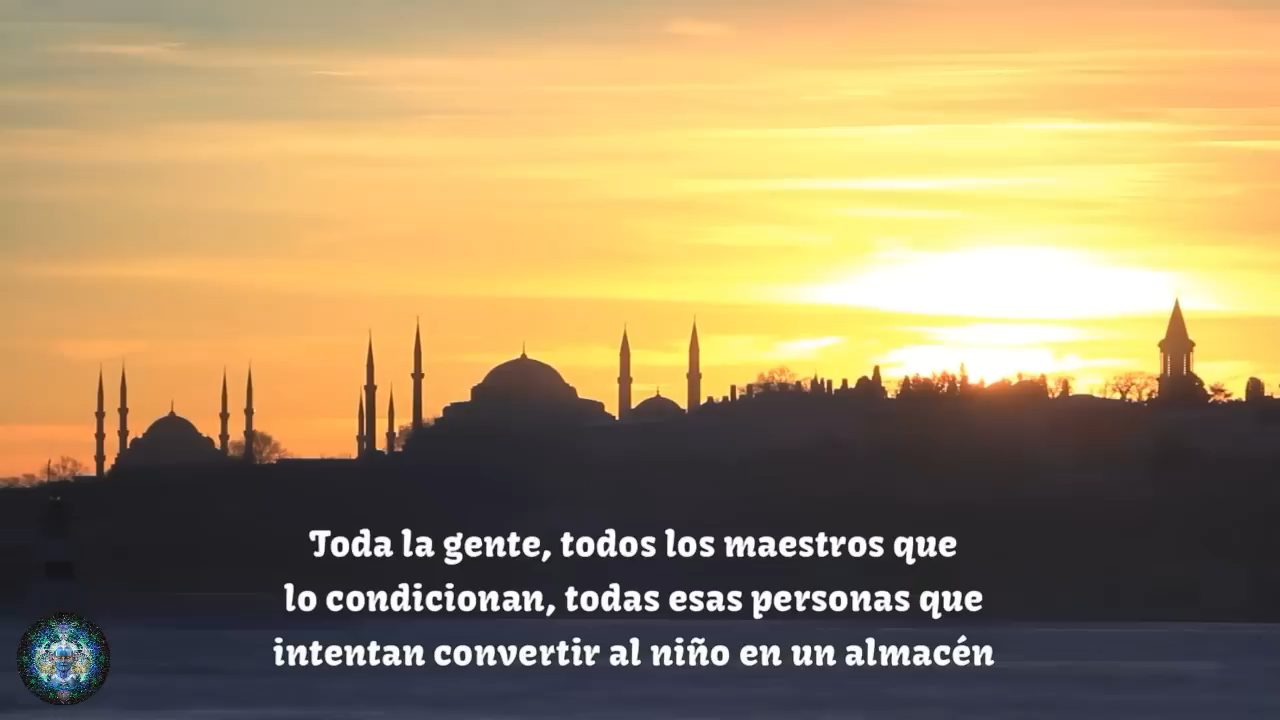 Toda la gente, todos los maestros que
lo condicionan, todas esas personas que
intentan convertir al niño en un almacén